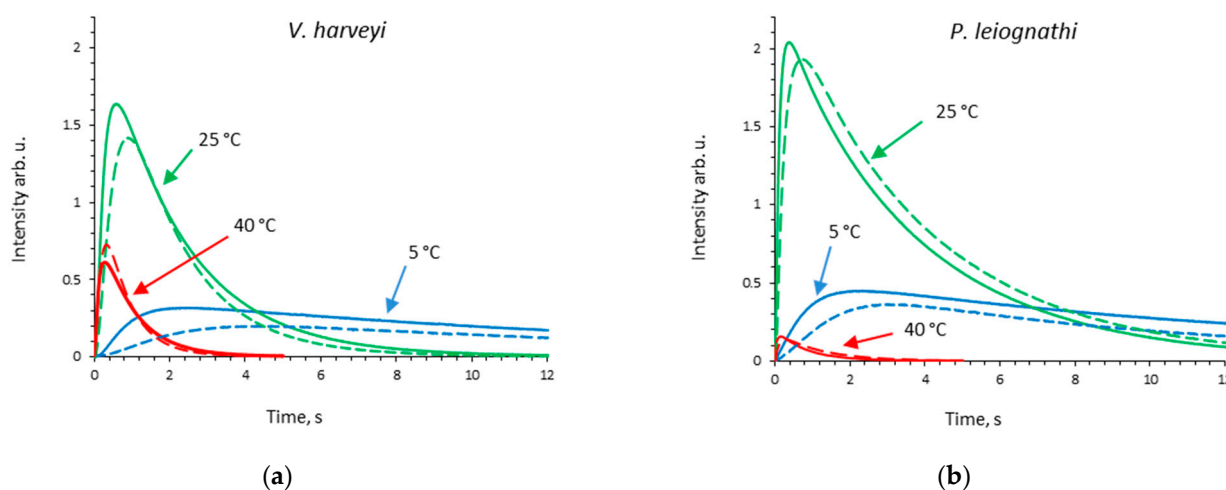 V. harveyi
2
1.5
1
0.5
0
Intensity arb. u.
25 °C
40 °C
5 °C
0 2 4 6 8 10 12
Time, s
(a)
P. leiognathi
2
1.5
1
0.5
0
Intensity arb. u.
25 °C
5 °C
40 °C
0 2 4 6 8 10 12
Time, s
(b)